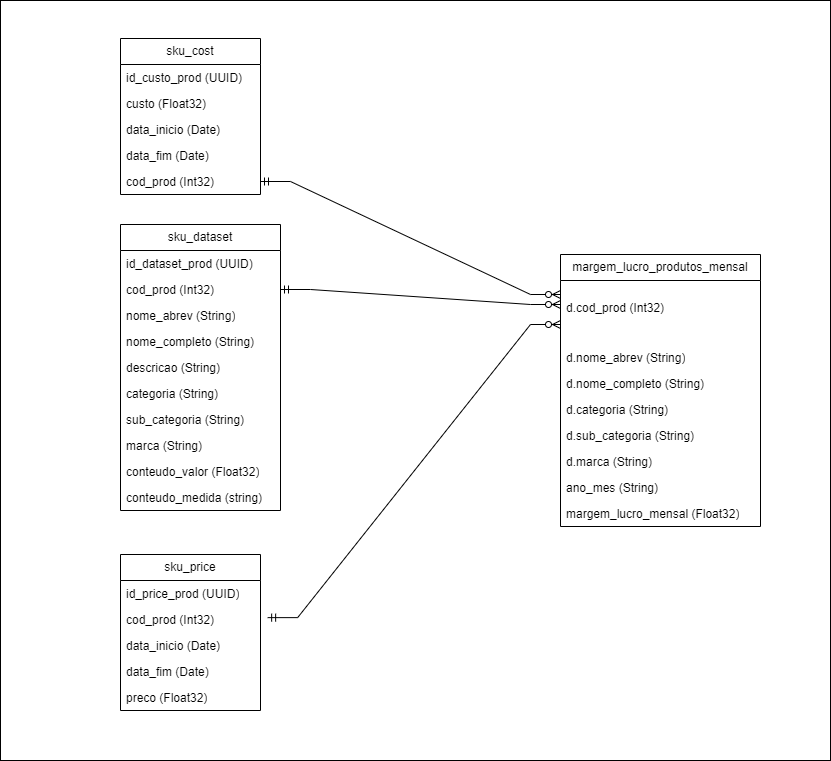 sku_cost
id_custo_prod (UUID)
custo (Float32)
data_inicio (Date)
data_fim (Date)
cod_prod (Int32)
sku_dataset
id_dataset_prod (UUID)
cod_prod (Int32)
nome_abrev (String)
nome_completo (String)
descricao (String)
categoria (String)
sub_categoria (String)
marca (String)
conteudo_valor (Float32)
conteudo_medida (string)
sku_price
id_price_prod (UUID)
cod_prod (Int32)
data_inicio (Date)
data_fim (Date)
preco (Float32)
margem_lucro_produtos_mensal
d.cod_prod (Int32)
d.nome_abrev (String)
d.nome_completo (String)
d.categoria (String)
d.sub_categoria (String)
d.marca (String)
ano_mes (String)
margem_lucro_mensal (Float32)